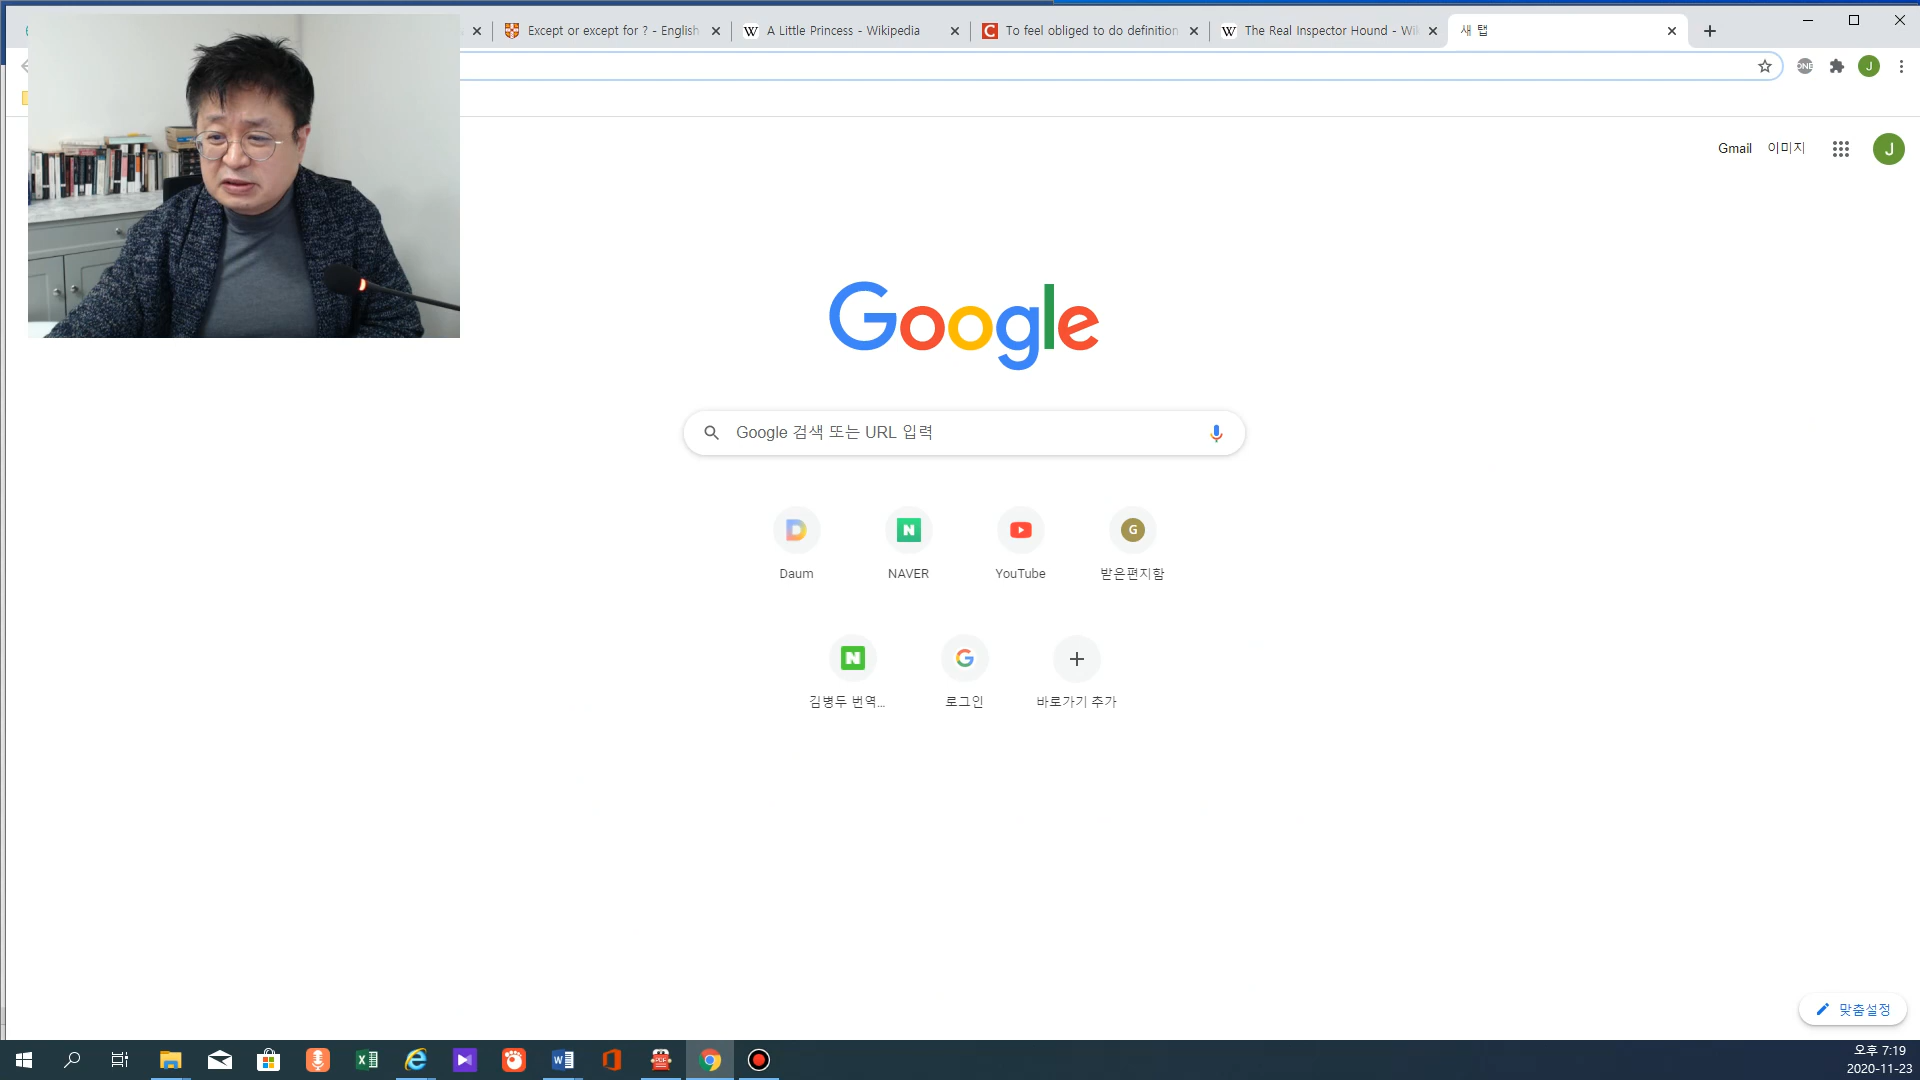 Except or except for ? - English
A Little Princess - Wikipedia
To feel obliged to do definition
The Real Inspector Hound - Wi
새 탭
ONE
J
Gmail
이미지
J
Google
Google 검색 또는 URL 입력
Daum
NAVER
YouTube
받은편지함
김병두 번역...
로그인
바로가기 추가
맞춤설정
오후 7:19
2020-11-23